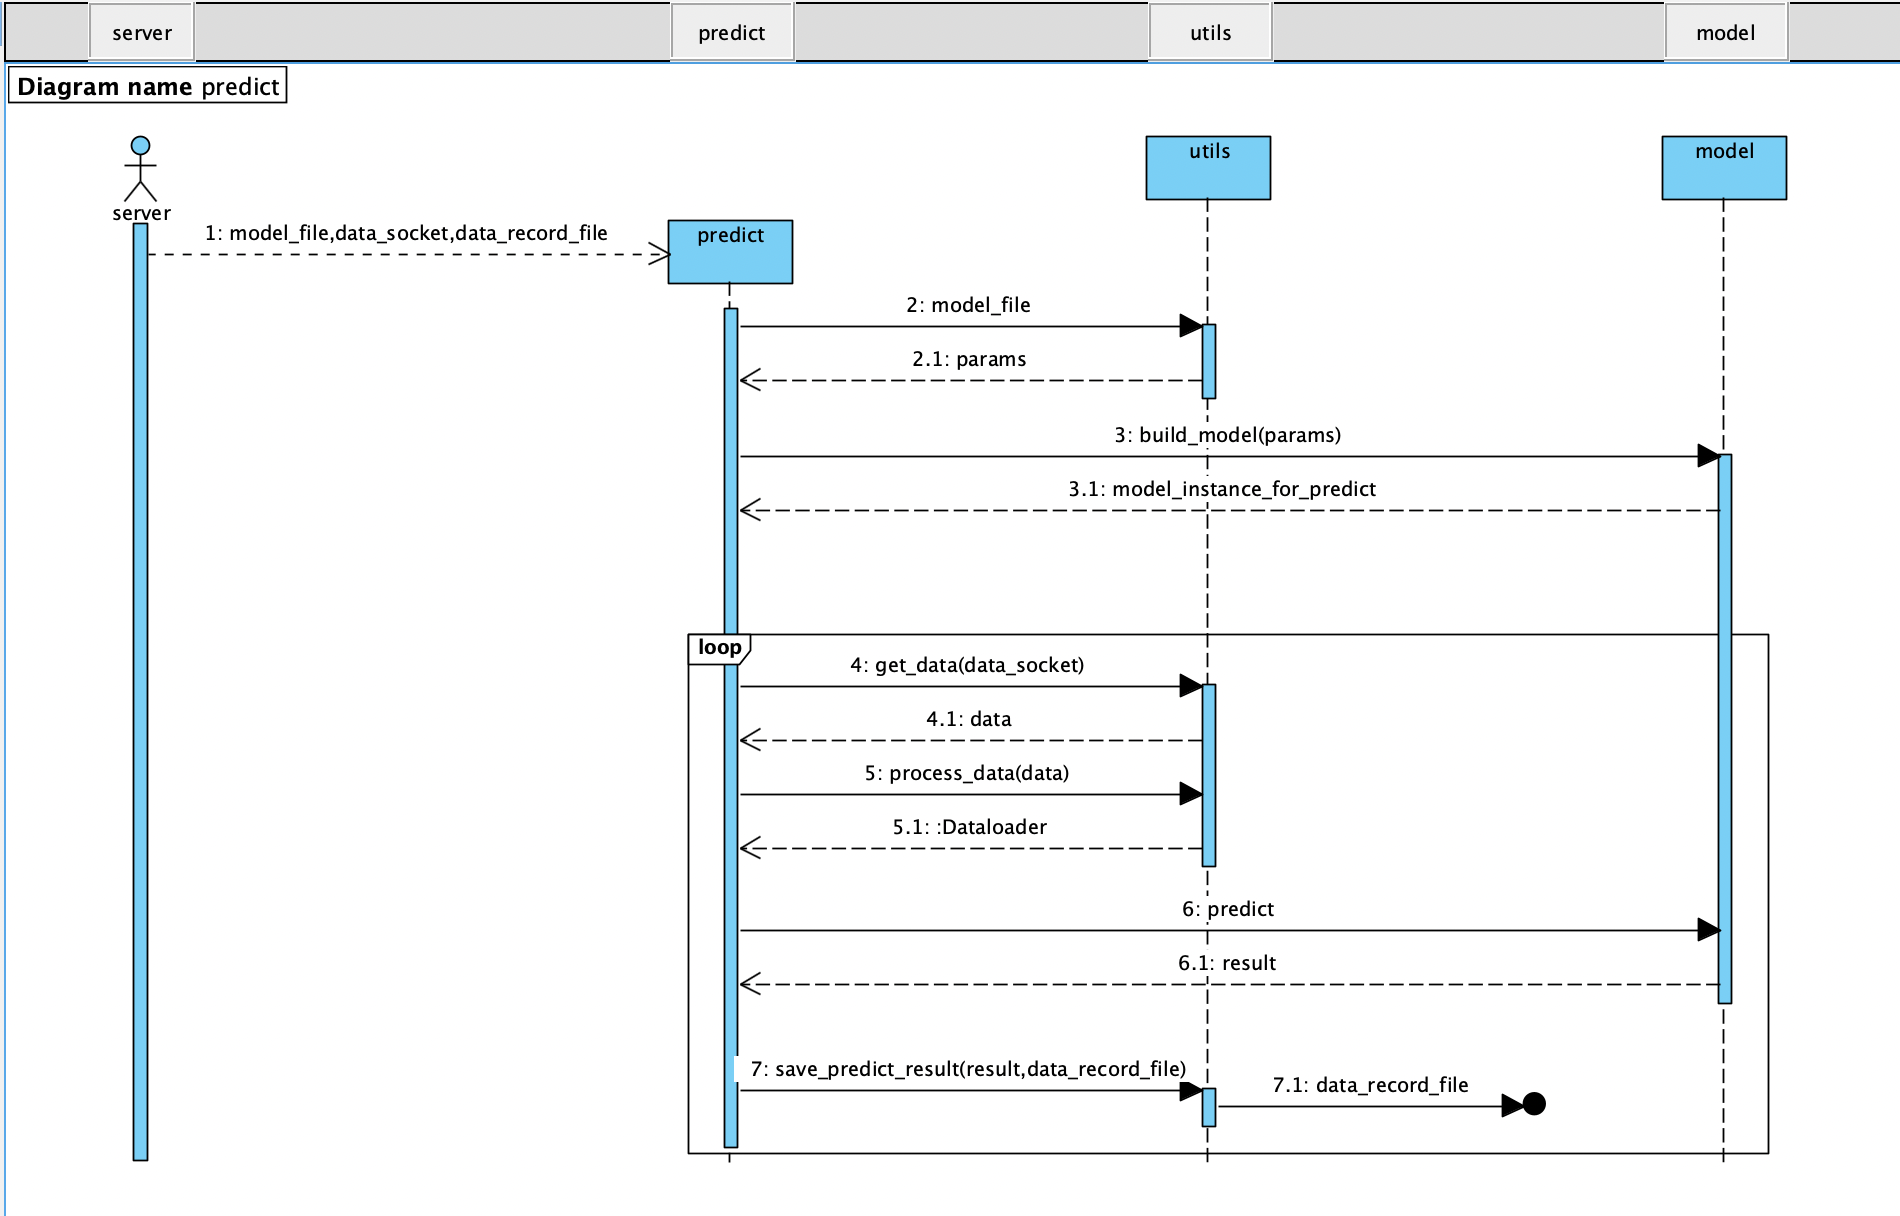 server
predict
utils
model
Diagram name predict
server
utils
model
1: model_file,data_socket,data_record_file
predict
2: model_file
2.1: params
3: build_model(params)
3.1: model_instance_for_predict
loop
4: get_data(data_socket)
4.1: data
5: process_data(data)
5.1: :Dataloader
6: predict
6.1: result
7: save_predict_result(result,data_record_file)
7.1: data_record_file